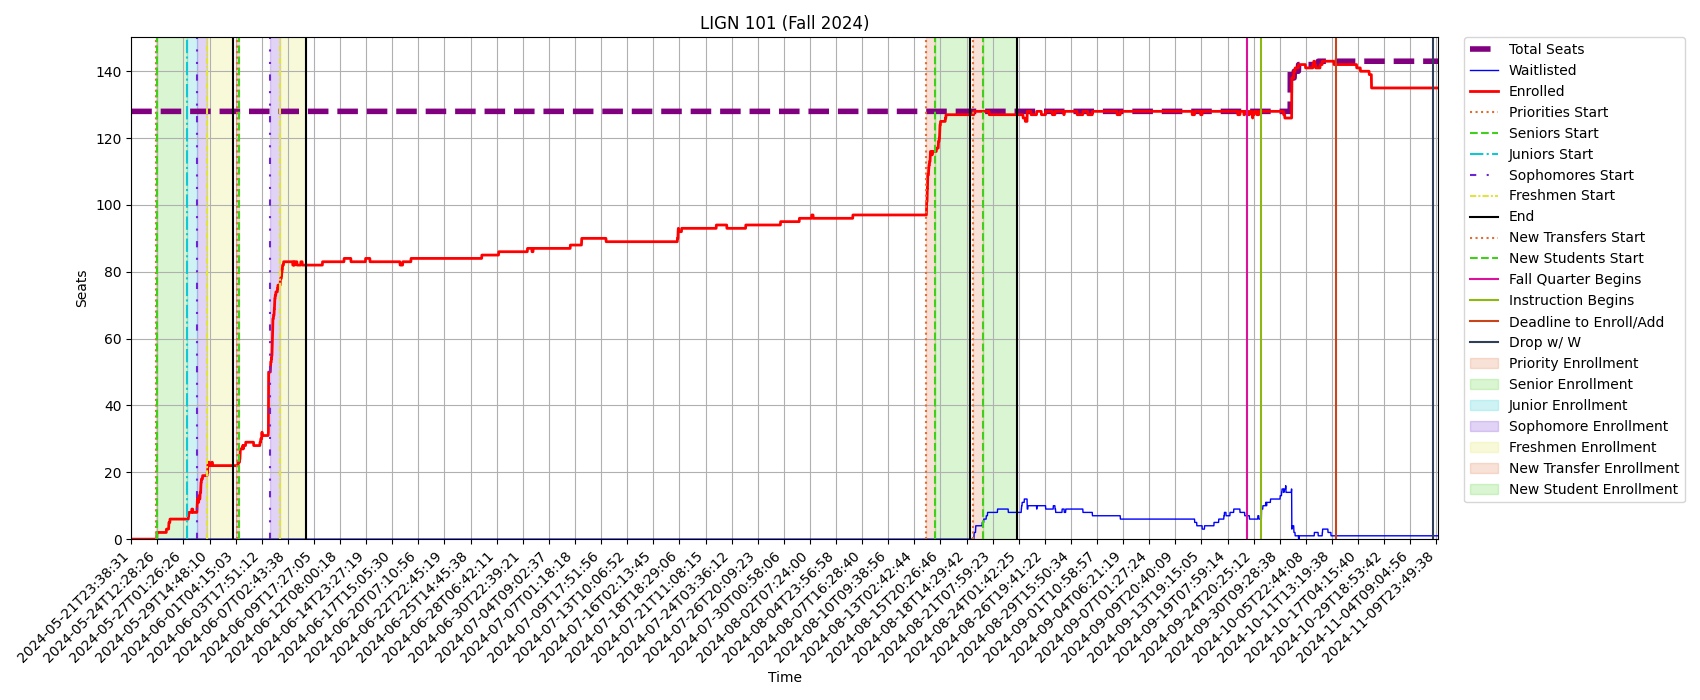 LIGN 101 (Fall 2024)
Seats
140
120
100
80
60
40
20
0
2024-05-21T23:38:31
2024-05-24T12:28:26
2024-05-27T01:26:26
2024-05-29T14:48:10
2024-06-01T04:15:03
2024-06-03T17:51:12
2024-06-07T02:43:38
2024-06-09T17:27:05
2024-06-12T08:00:18
2024-06-14T23:27:19
2024-06-17T15:05:30
2024-06-20T07:10:56
2024-06-22T22:45:19
2024-06-25T14:45:38
2024-06-28T06:42:11
2024-06-30T22:39:21
2024-07-04T09:02:37
2024-07-07T01:18:18
2024-07-09T17:51:56
2024-07-13T10:06:52
2024-07-16T02:13:45
2024-07-18T18:29:06
2024-07-21T11:08:15
2024-07-24T03:36:12
2024-07-26T20:09:23
2024-07-30T00:58:06
2024-08-02T07:24:00
2024-08-04T23:56:58
2024-08-07T16:28:40
2024-08-10T09:38:56
2024-08-13T02:42:44
2024-08-15T20:26:46
2024-08-18T14:29:42
2024-08-21T07:59:23
2024-08-24T01:42:25
2024-08-26T19:41:22
2024-08-29T15:50:34
2024-09-01T10:58:57
2024-09-04T06:21:19
2024-09-07T01:27:24
2024-09-09T20:40:09
2024-09-13T19:15:05
2024-09-19T07:59:14
2024-09-24T20:25:12
2024-09-30T09:28:38
2024-10-05T22:44:08
2024-10-11T13:19:38
2024-10-17T04:15:40
2024-10-29T18:53:42
2024-11-04T09:04:56
2024-11-09T23:49:38
Time
Total Seats
Waitlisted
Enrolled
Priorities Start
Seniors Start
Juniors Start
Sophomores Start
Freshmen Start
End
New Transfers Start
New Students Start
Fall Quarter Begins
Instruction Begins
Deadline to Enroll/Add
Drop w/ W
Priority Enrollment
Senior Enrollment
Junior Enrollment
Sophomore Enrollment
Freshmen Enrollment
New Transfer Enrollment
New Student Enrollment